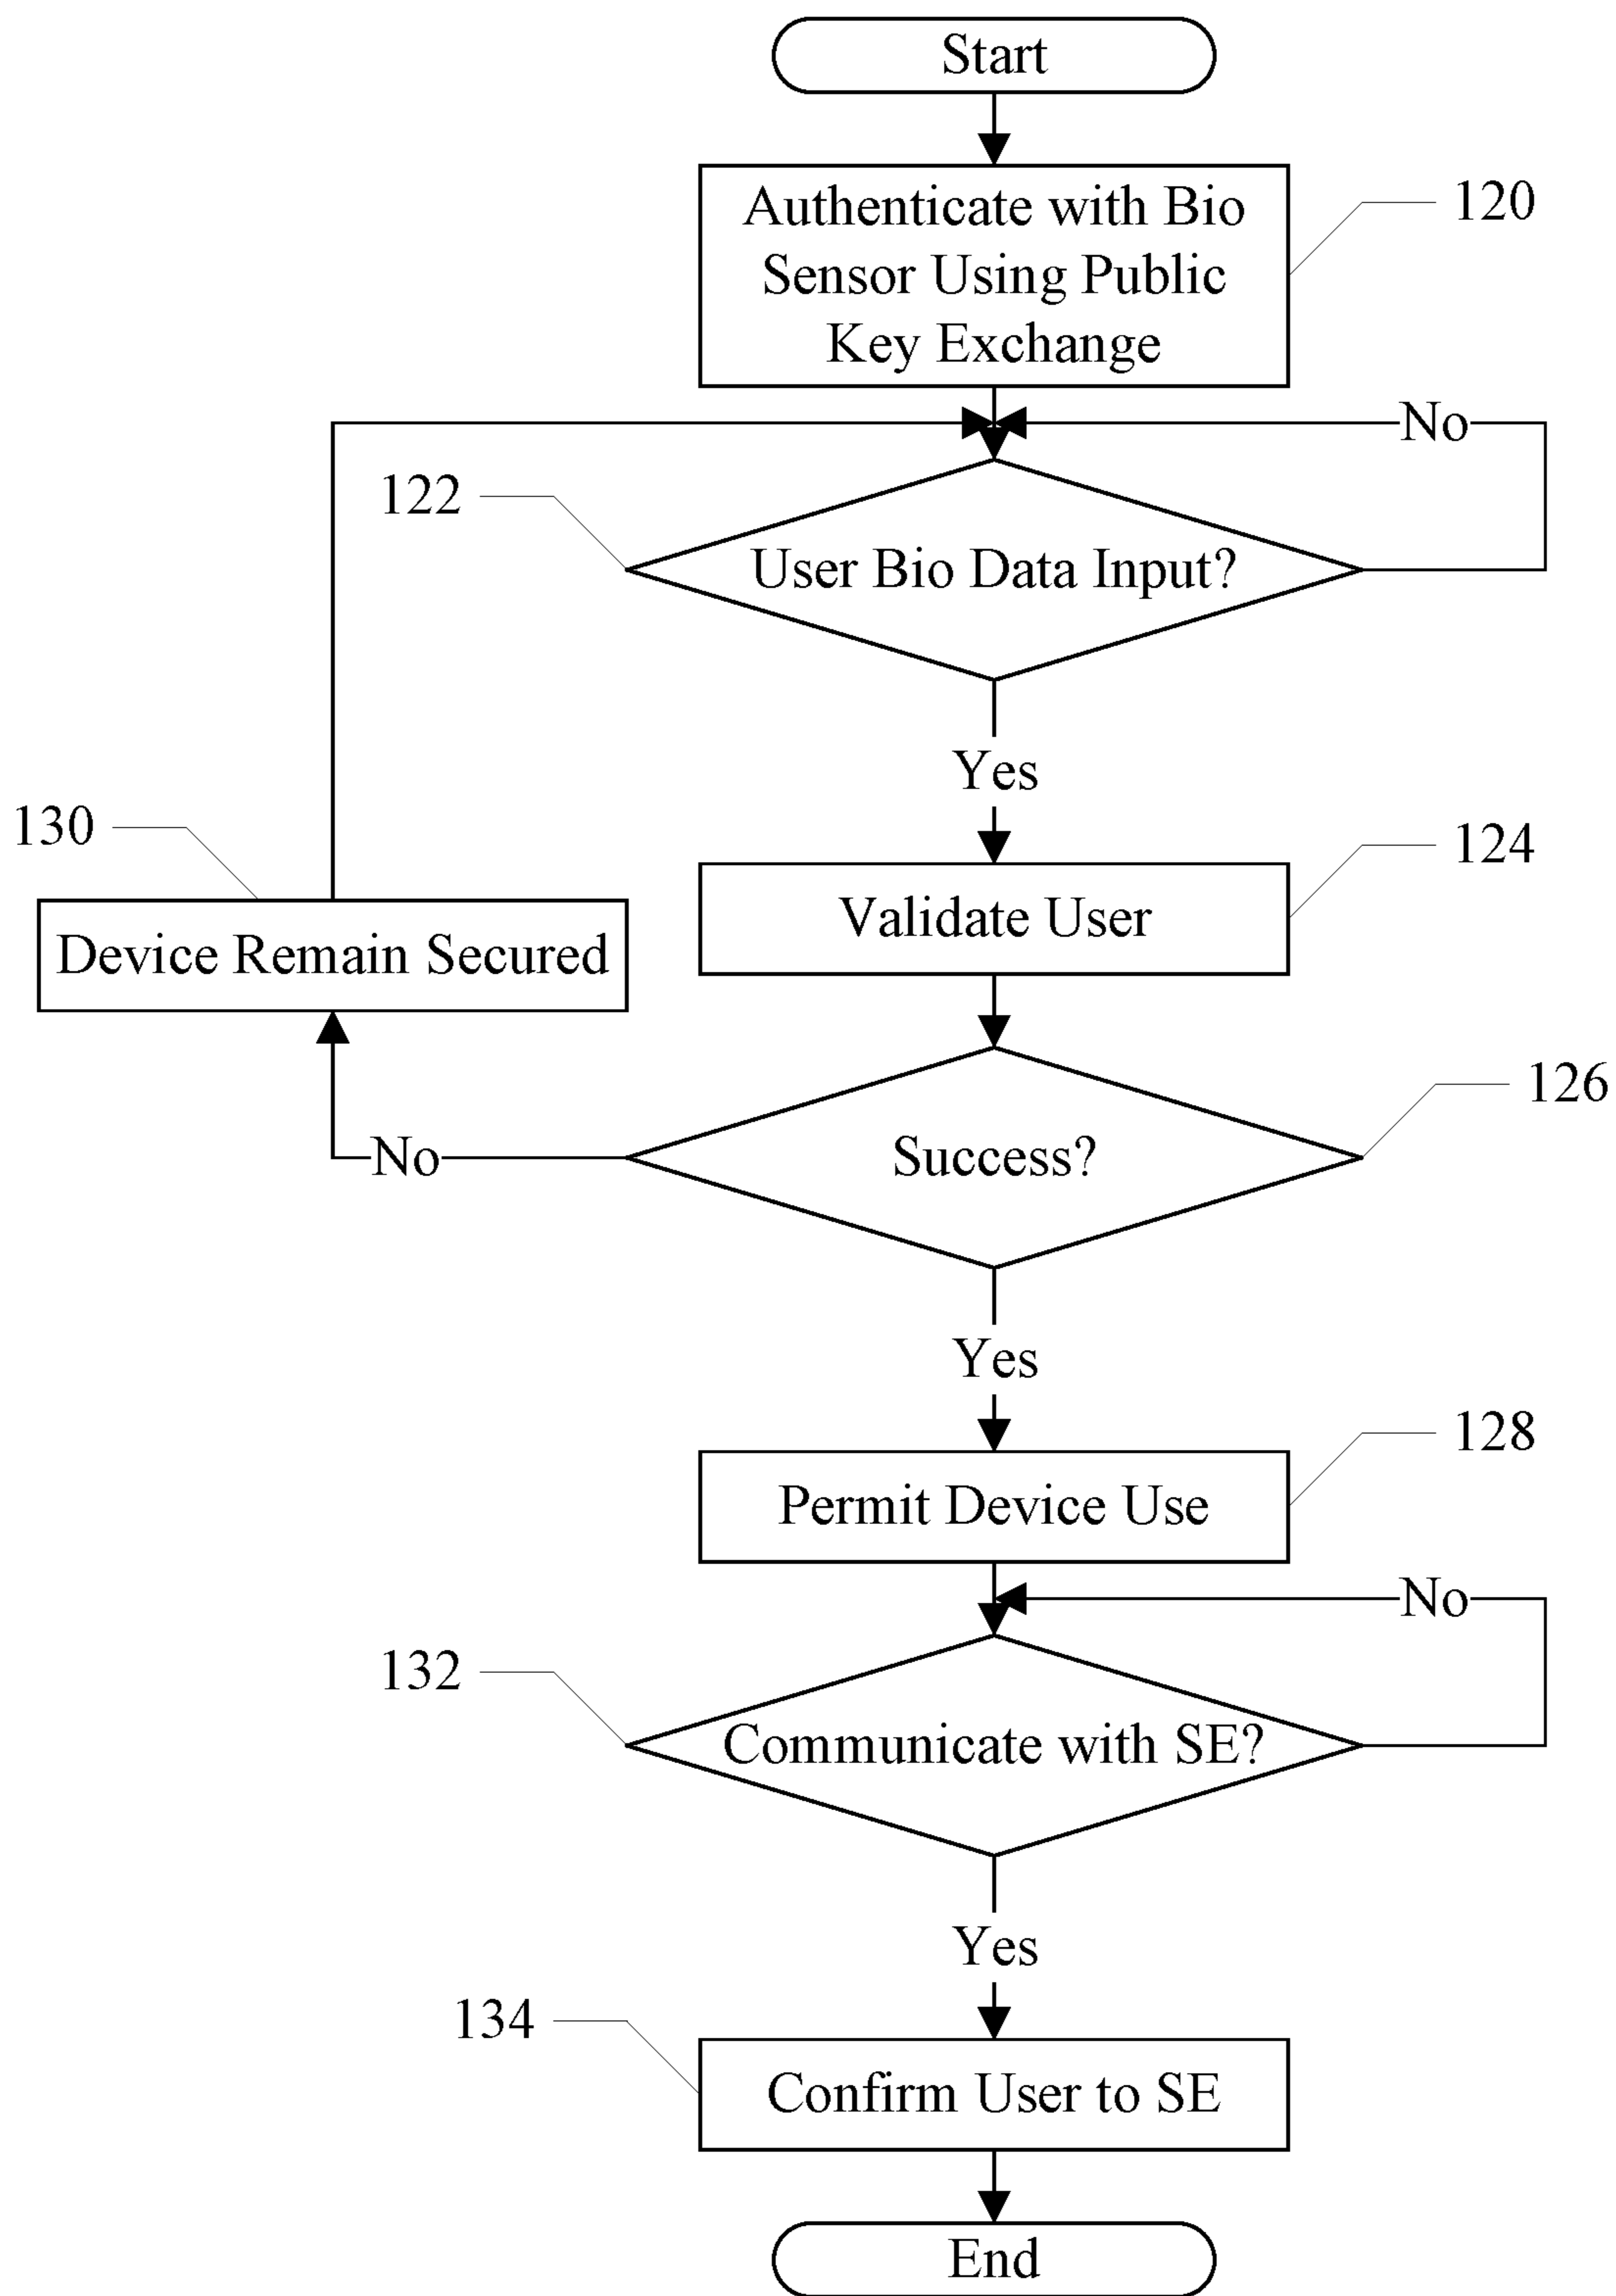 Start
Authenticate with Bio
Sensor Using Public
Key Exchange
120
No
122
User Bio Data Input?
Yes
130
124
Validate User
Device Remain Secured
126
Success?
No
Yes
128
Permit Device Use
No
132
Communicate with SE?
Yes
134
Confirm User to SE
End